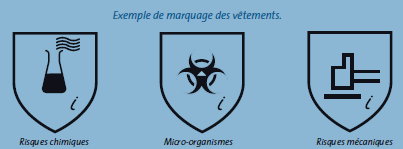 Exemple de marquage des vêtements.
i i i
Risques chimiques Micro-organismes Risques mécaniques